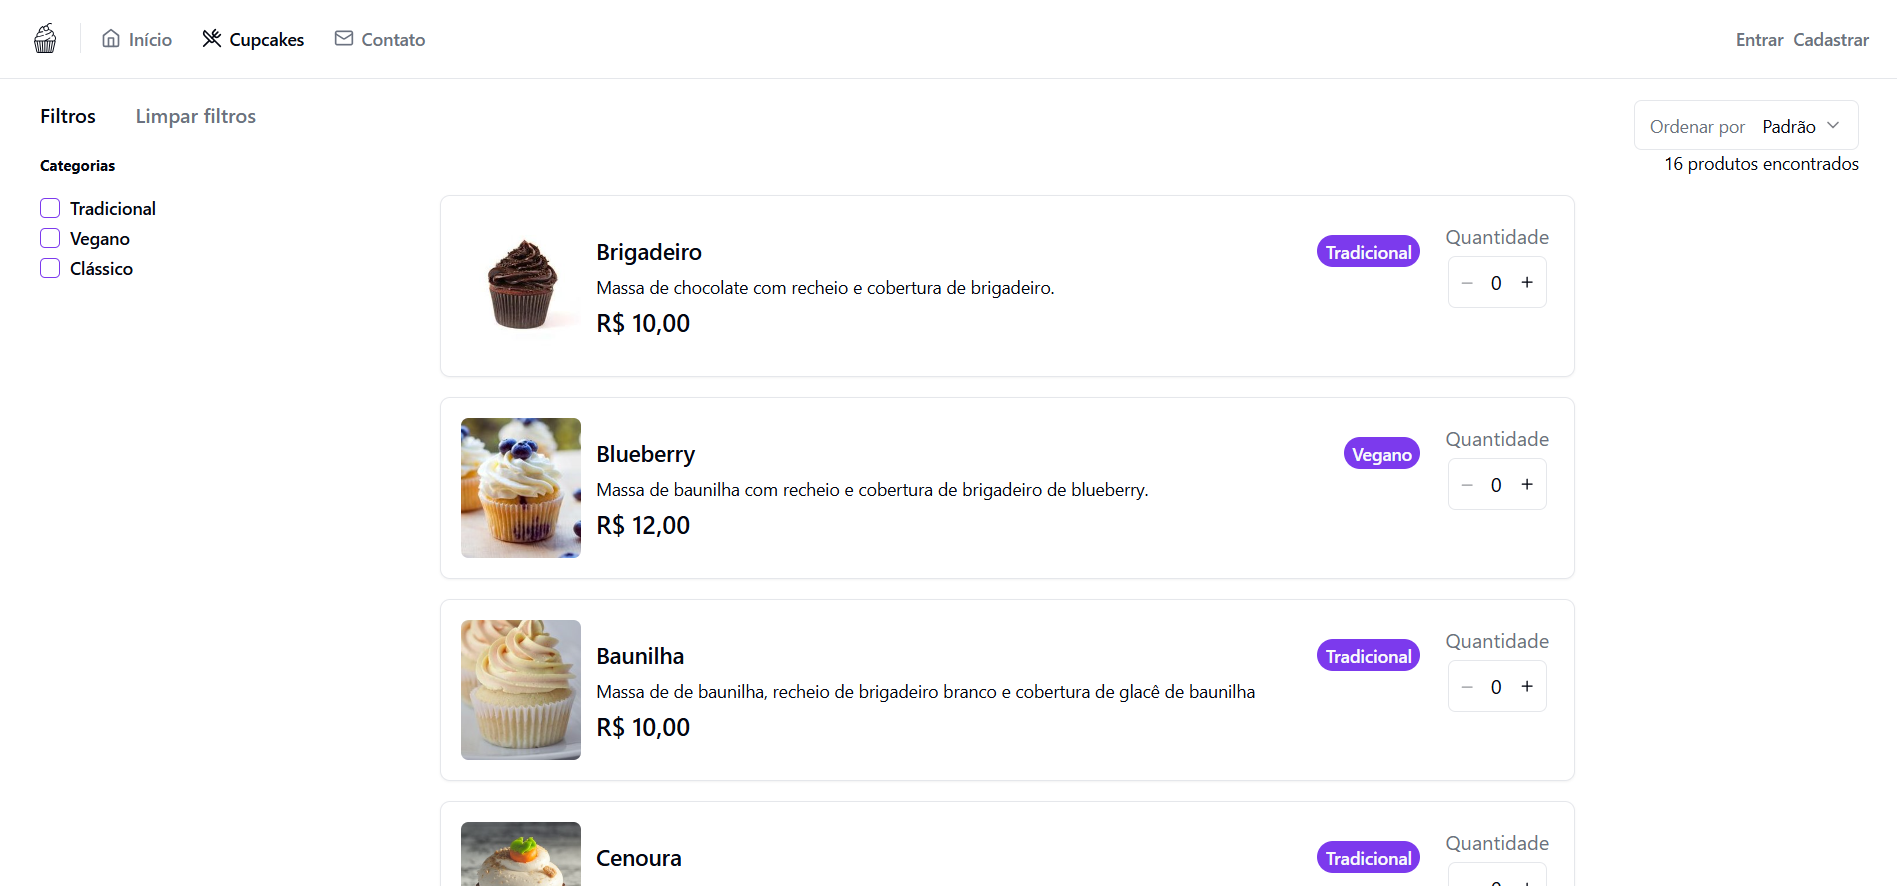 Início Cupcakes Contato Entrar Cadastrar
Filtros Limpar filtros
Ordenar por Padrão
16 produtos encontrados
Categorias
Tradicional
Vegano
Clássico
Brigadeiro
Massa de chocolate com recheio e cobertura de brigadeiro.
R$ 10,00
Tradicional
Quantidade
− 0 +
Blueberry
Massa de baunilha com recheio e cobertura de brigadeiro de blueberry.
R$ 12,00
Vegano
Quantidade
− 0 +
Baunilha
Massa de de baunilha, recheio de brigadeiro branco e cobertura de glacê de baunilha
R$ 10,00
Tradicional
Quantidade
− 0 +
Cenoura
Tradicional
Quantidade